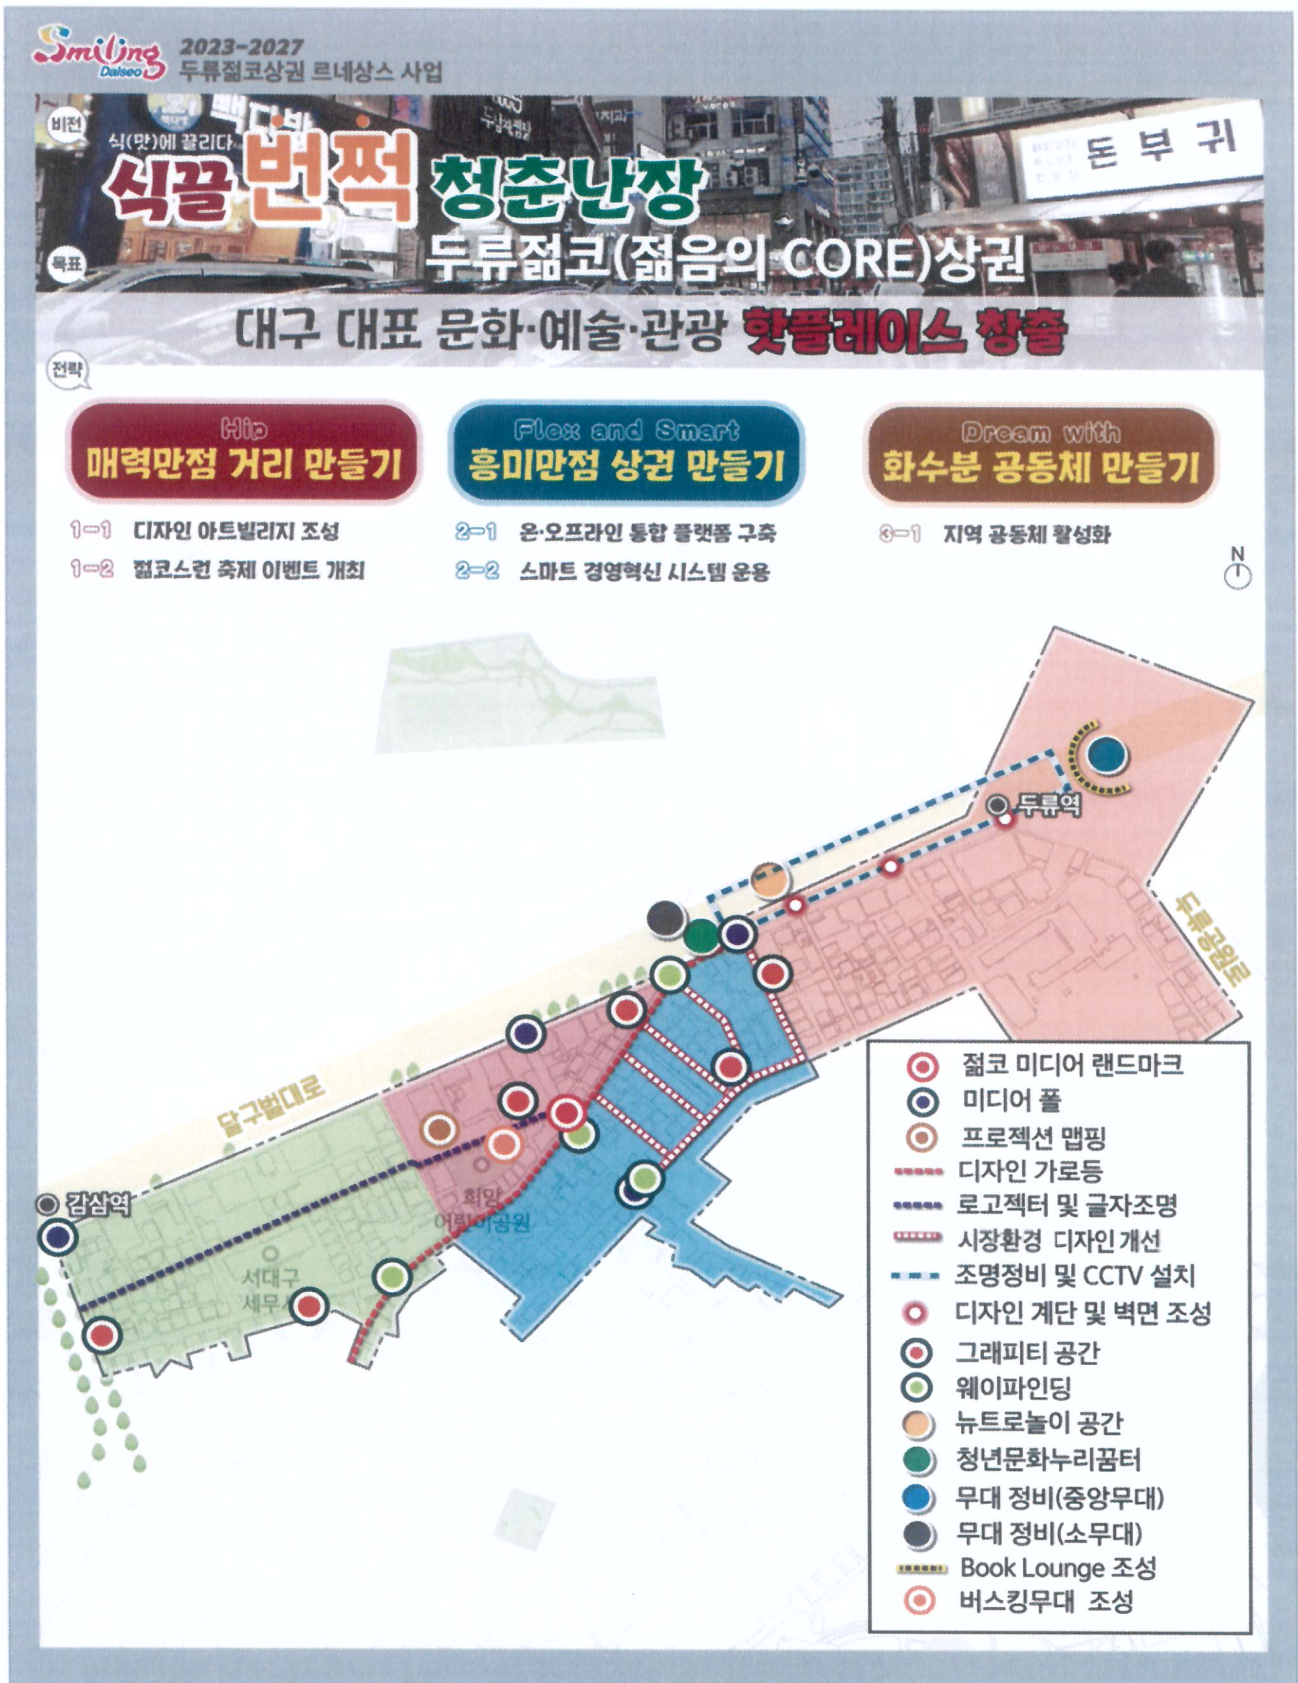 Smiling
Dalseo
2023-2027
두류젊코상권 르네상스 사업
비전
백다방
식(맛)에 끌리다
식끌 번쩍 청춘난장
돈부귀
목표
두류젊코(젊음의 CORE)상권
대구 대표 문화·예술·관광 핫플레이스 창출
전략
Hip
매력만점 거리 만들기
1-1 디자인 아트빌리지 조성
1-2 젊코스런 축제 이벤트 개최
Flex and Smart
흥미만점 상권 만들기
2-1 온·오프라인 통합 플랫폼 구축
2-2 스마트 경영혁신 시스템 운용
Dream with
화수분 공동체 만들기
3-1 지역 공동체 활성화
N
두류역
두류공원로
달구벌대로
감삼역
희망
어린이공원
서대구
세무서
젊코 미디어 랜드마크
미디어 폴
프로젝션 맵핑
디자인 가로등
로고젝터 및 글자조명
시장환경 디자인 개선
조명정비 및 CCTV 설치
디자인 계단 및 벽면 조성
그래피티 공간
웨이파인딩
뉴트로놀이 공간
청년문화누리꿈터
무대 정비(중앙무대)
무대 정비(소무대)
Book Lounge 조성
버스킹무대 조성